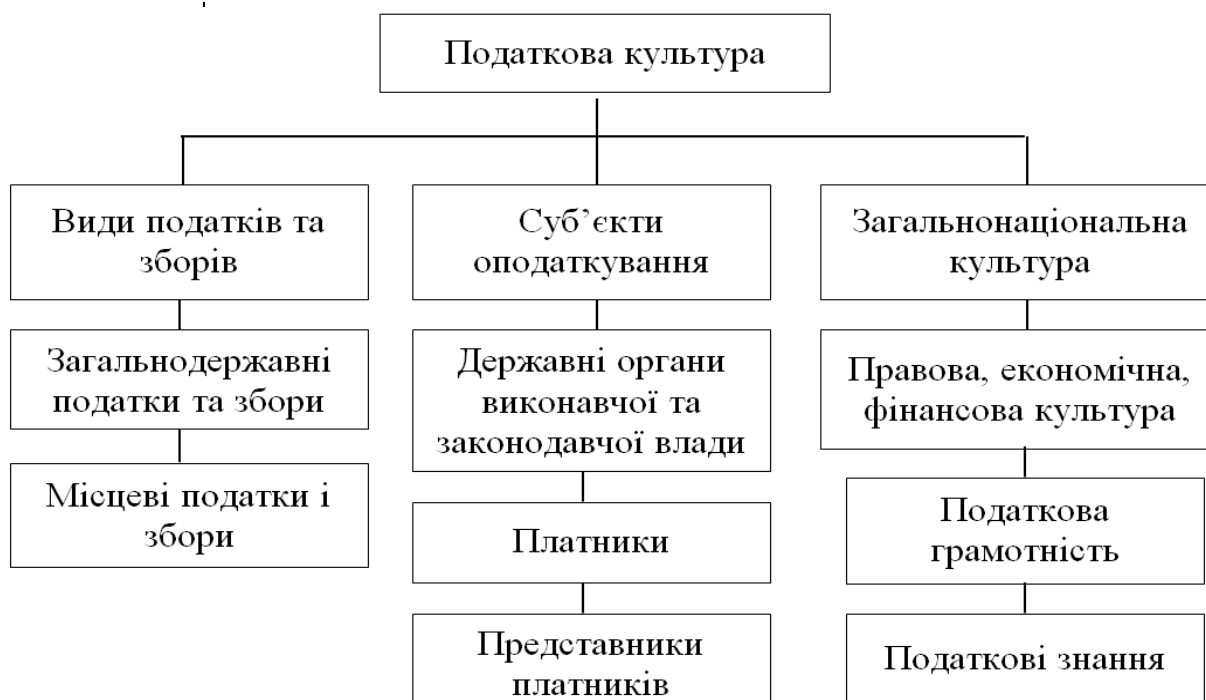 Податкова культура
Види податків та
зборів
Суб’єкти
оподаткування
Загальнонаціональна
культура
Загальнодержавні
податки та збори
Державні органи
виконавчої та
законодавчої влади
Правова, економічна,
фінансова культура
Місцеві податки і
збори
Платники
Податкова
грамотність
Представники
платників
Податкові знання